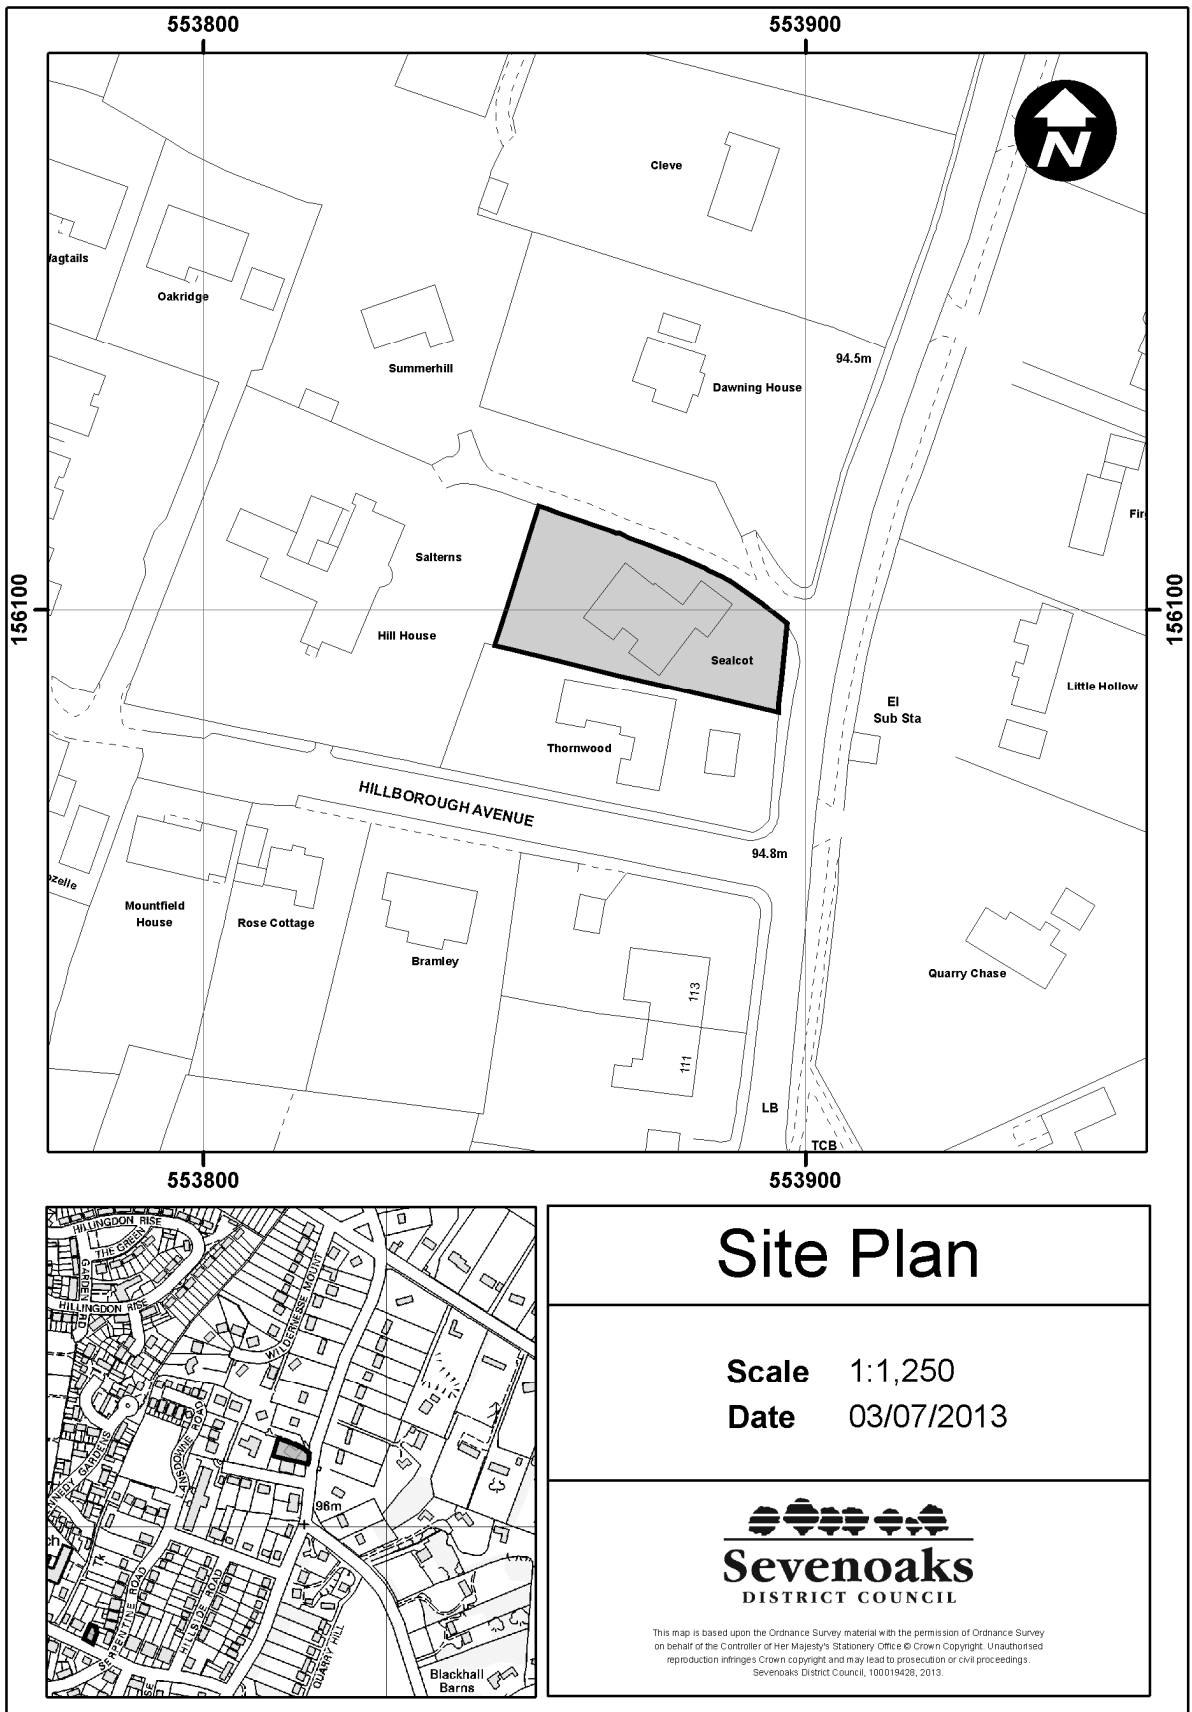 553800
553900
N
Cleve
Oakridge
94.5m
Summerhill
Dawning House
Salterns
156100
156100
Hill House
Sealcot
Little Hollow
El
Sub Sta
Thornwood
HILLBOROUGH AVENUE
94.8m
Mountfield
House
Rose Cottage
Bramley
Quarry Chase
113
111
LB
TCB
553800
553900
HILLINGDON RISE
THE GREEN
GARDEN RD
HILLINGDON RISE
WILDERNESSE MOUNT
LANSDOWNE ROAD
NNEDY GARDENS
96m
ch
Tk
SERPENTINE ROAD
HILLSIDE ROAD
QUARRY HILL
Blackhall
Barns
Site Plan
Scale 1:1,250
Date 03/07/2013
Sevenoaks
DISTRICT COUNCIL
This map is based upon the Ordnance Survey material with the permission of Ordnance Survey
on behalf of the Controller of Her Majesty's Stationery Office © Crown Copyright. Unauthorised
reproduction infringes Crown copyright and may lead to prosecution or civil proceedings.
Sevenoaks District Council, 100019428, 2013.